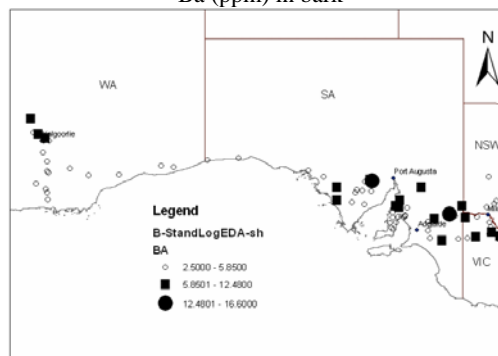 Ba (ppm) in bark
N
WA
SA
NSW
Port Augusta
Adelaide
VIC
Legend
B-StandLogEDA-sh
BA
2.5000 - 5.8500
5.8501 - 12.4800
12.4801 - 16.6000